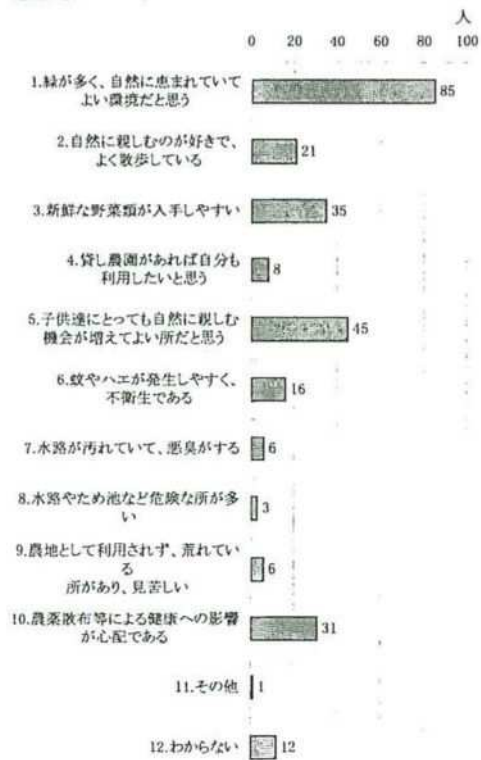 人
0 20 40 60 80 100
1.緑が多く、自然に恵まれていて
よい環境だと思う
85
2.自然に親しむのが好きで、
よく散歩している
21
3.新鮮な野菜類が入手しやすい
35
4.貸し農園があれば自分も
利用したいと思う
8
5.子供達にとっても自然に親しむ
機会が増えてよい所だと思う
45
6.蚊やハエが発生しやすく、
不衛生である
16
7.水路が汚れていて、悪臭がする
6
8.水路やため池など危険な所が多
い
3
9.農地として利用されず、荒れてい
る
所があり、見苦しい
6
10.農薬散布等による健康への影響
が心配である
31
11.その他
1
12.わからない
12